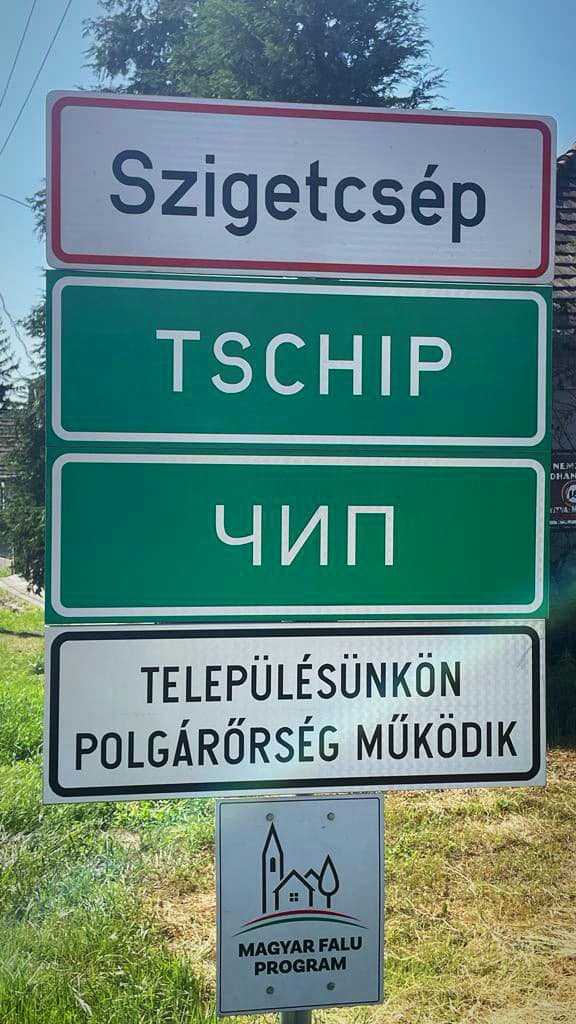 Szigetcsép
TSCHIP
ЧИП
TELEPÜLÉSÜNKÖN
POLGÁRŐRSÉG MŰKÖDIK
MAGYAR FALU
PROGRAM